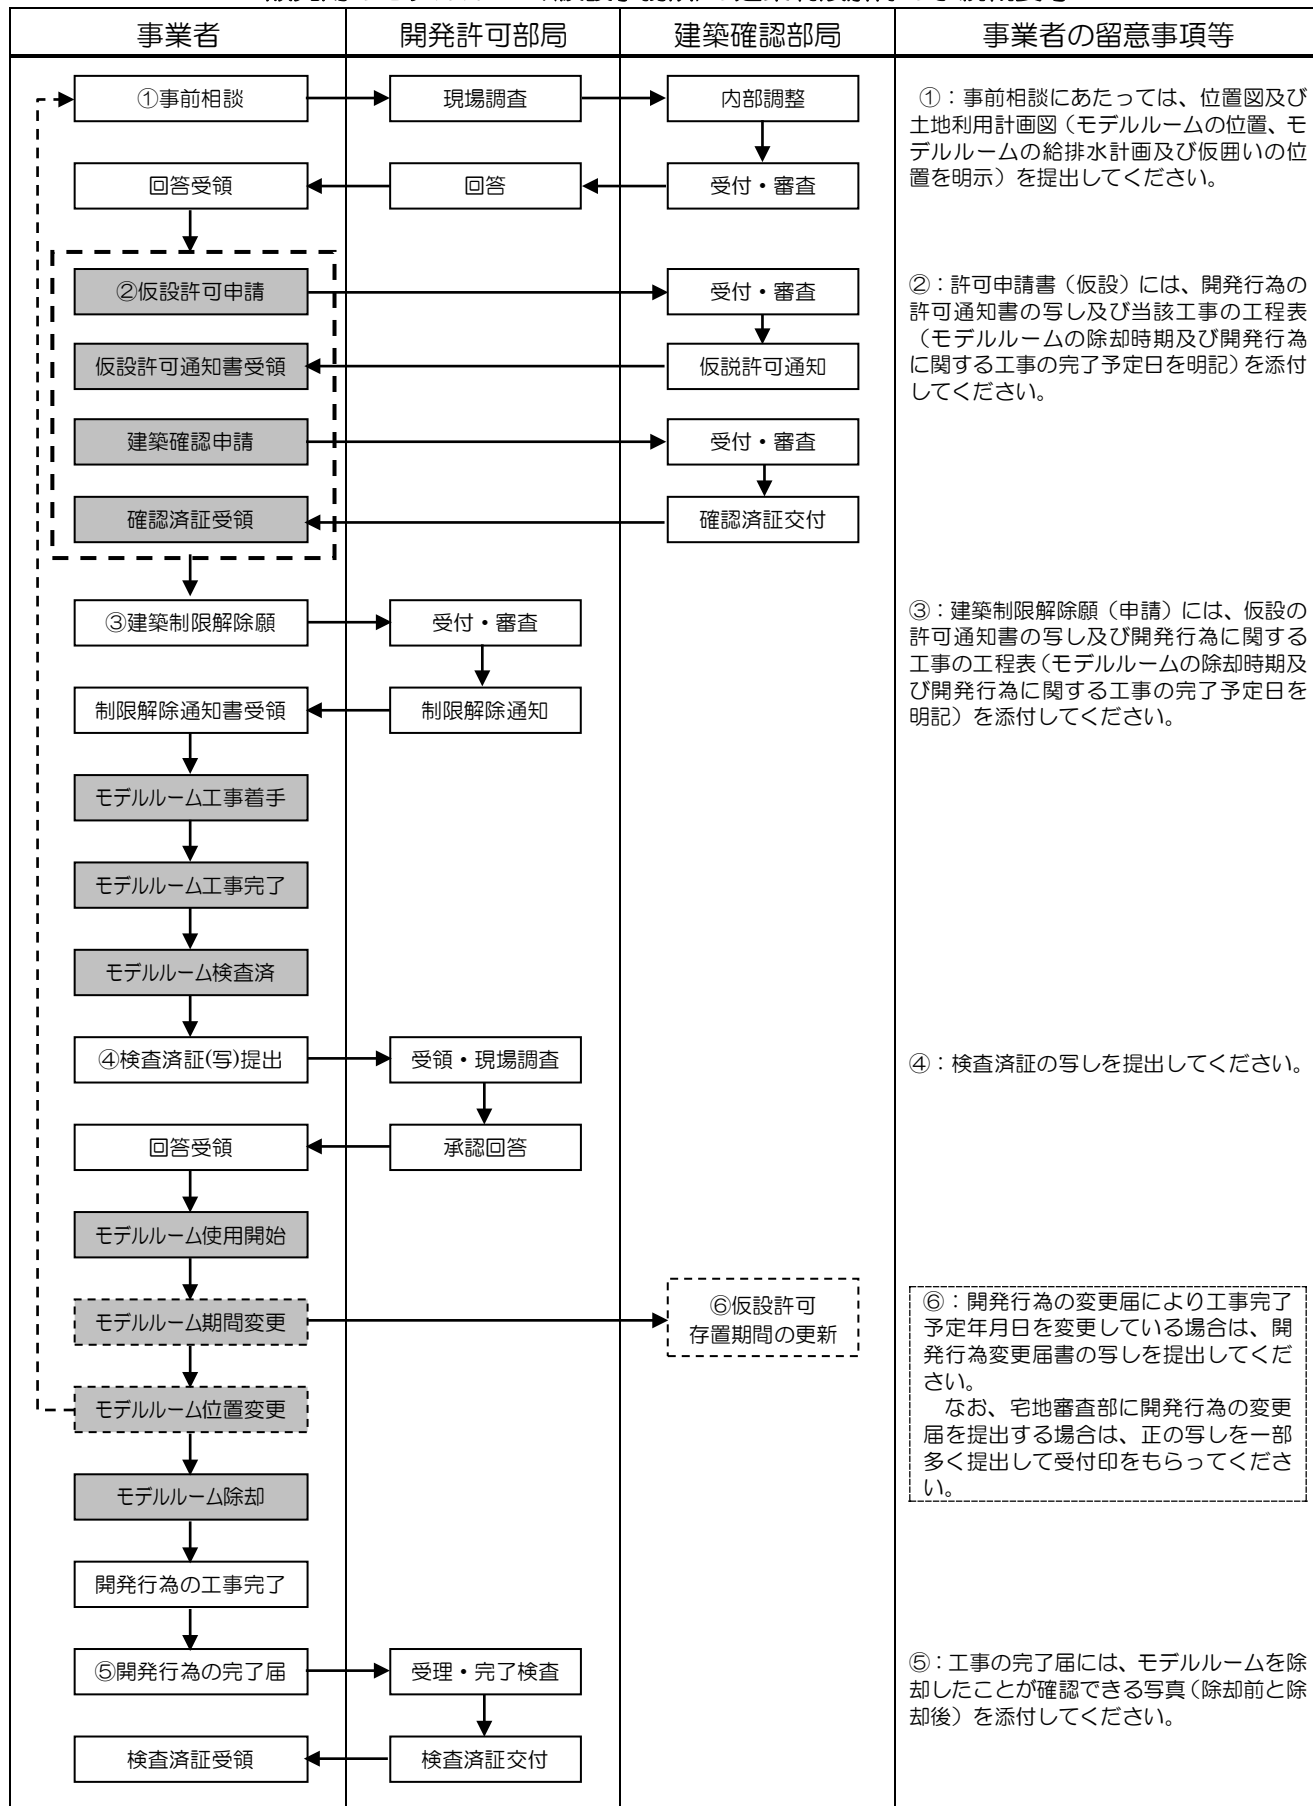 事業者 開発許可部局 建築確認部局 事業者の留意事項等
①事前相談 現場調査 内部調整
①：事前相談にあたっては、位置図及び
土地利用計画図（モデルルームの位置、モ
デルルームの給排水計画及び仮囲いの位
置を明示）を提出してください。
回答受領 回答 受付・審査
②仮設許可申請 受付・審査
②：許可申請書（仮設）には、開発行為の
許可通知書の写し及び当該工事の工程表
（モデルルームの除却時期及び開発行為
に関する工事の完了予定日を明記）を添付
してください。
仮設許可通知書受領 仮説許可通知
建築確認申請 受付・審査
確認済証受領 確認済証交付
③建築制限解除願 受付・審査
③：建築制限解除願（申請）には、仮設の
許可通知書の写し及び開発行為に関する
工事の工程表（モデルルームの除却時期及
び開発行為に関する工事の完了予定日を
明記）を添付してください。
制限解除通知書受領 制限解除通知
モデルルーム工事着手
モデルルーム工事完了
モデルルーム検査済
④検査済証(写)提出 受領・現場調査
④：検査済証の写しを提出してください。
回答受領 承認回答
モデルルーム使用開始
モデルルーム期間変更
⑥仮設許可
存置期間の更新
⑥：開発行為の変更届により工事完了
予定年月日を変更している場合は、開
発行為変更届書の写しを提出してくだ
さい。
なお、宅地審査部に開発行為の変更
届を提出する場合は、正の写しを一部
多く提出して受付印をもらってくださ
い。
モデルルーム位置変更
モデルルーム除却
開発行為の工事完了
⑤開発行為の完了届 受理・完了検査
⑤：工事の完了届には、モデルルームを除
却したことが確認できる写真（除却前と除
却後）を添付してください。
検査済証受領 検査済証交付